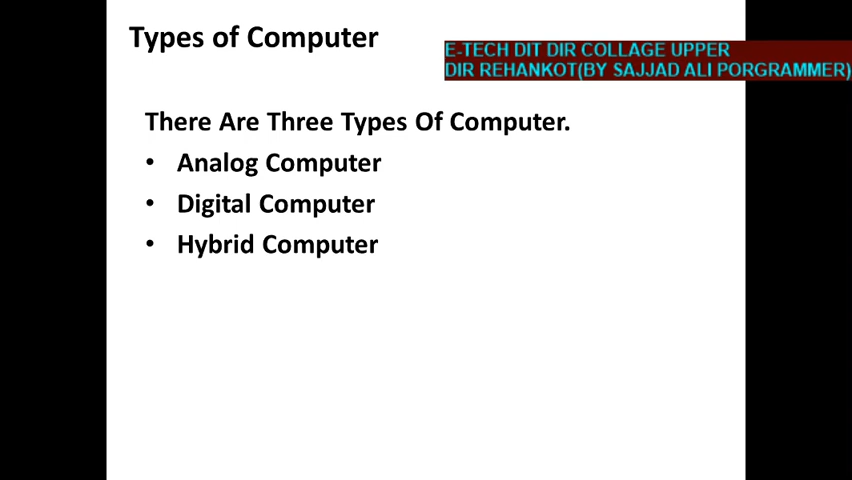 Types of Computer
E-TECH DIT DIR COLLAGE UPPER
DIR REHANKOT(BY SAJJAD ALI PORGRAMMER)
There Are Three Types Of Computer.
• Analog Computer
• Digital Computer
• Hybrid Computer